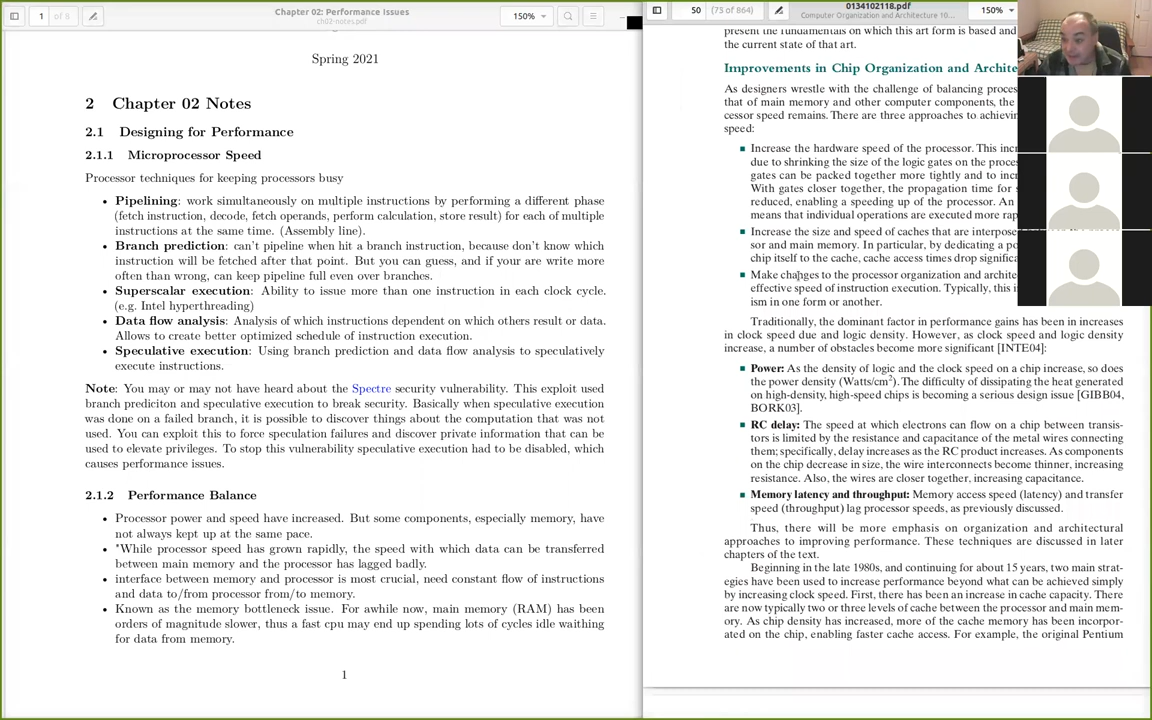 1 of 8
Chapter 02: Performance Issues
ch02-notes.pdf
150%
Spring 2021
2 Chapter 02 Notes
2.1 Designing for Performance
2.1.1 Microprocessor Speed
Processor techniques for keeping processors busy
• Pipelining: work simultaneously on multiple instructions by performing a different phase
(fetch instruction, decode, fetch operands, perform calculation, store result) for each of multiple
instructions at the same time. (Assembly line).
• Branch prediction: can't pipeline when hit a branch instruction, because don't know which
instruction will be fetched after that point. But you can guess, and if your are write more
often than wrong, can keep pipeline full even over branches.
• Superscalar execution: Ability to issue more than one instruction in each clock cycle.
(e.g. Intel hyperthreading)
• Data flow analysis: Analysis of which instructions dependent on which others result or data.
Allows to create better optimized schedule of instruction execution.
• Speculative execution: Using branch prediction and data flow analysis to speculatively
execute instructions.
Note: You may or may not have heard about the Spectre security vulnerability. This exploit used
branch prediciton and speculative execution to break security. Basically when speculative execution
was done on a failed branch, it is possible to discover things about the computation that was not
used. You can exploit this to force speculation failures and discover private information that can be
used to elevate privileges. To stop this vulnerability speculative execution had to be disabled, which
causes performance issues.
2.1.2 Performance Balance
• Processor power and speed have increased. But some components, especially memory, have
not always kept up at the same pace.
• *While processor speed has grown rapidly, the speed with which data can be transferred
between main memory and the processor has lagged badly.
• interface between memory and processor is most crucial, need constant flow of instructions
and data to/from processor from/to memory.
• Known as the memory bottleneck issue. For awhile now, main memory (RAM) has been
orders of magnitude slower, thus a fast cpu may end up spending lots of cycles idle waithing
for data from memory.
1
50 (75 of 864)
0134102118.pdf
Computer Organization and Architecture 10...
150%
present the fundamentals on which this art form is based and
the current state of that art.
Improvements in Chip Organization and Archite
As designers wrestle with the challenge of balancing proces
that of main memory and other computer components, the
cessor speed remains. There are three approaches to achievin
speed:
■ Increase the hardware speed of the processor. This incr
due to shrinking the size of the logic gates on the proces
gates can be packed together more tightly and to incr
With gates closer together, the propagation time for s
reduced, enabling a speeding up of the processor. An
means that individual operations are executed more rap
■ Increase the size and speed of caches that are interpose
sor and main memory. In particular, by dedicating a po
chip itself to the cache, cache access times drop significa
■ Make changes to the processor organization and archite
effective speed of instruction execution. Typically, this i
ism in one form or another.
Traditionally, the dominant factor in performance gains has been in increases
in clock speed due and logic density. However, as clock speed and logic density
increase, a number of obstacles become more significant [INTE04]:
■ Power: As the density of logic and the clock speed on a chip increase, so does
the power density (Watts/cm²). The difficulty of dissipating the heat generated
on high-density, high-speed chips is becoming a serious design issue [GIBB04,
BORK03].
■ RC delay: The speed at which electrons can flow on a chip between transis-
tors is limited by the resistance and capacitance of the metal wires connecting
them; specifically, delay increases as the RC product increases. As components
on the chip decrease in size, the wire interconnects become thinner, increasing
resistance. Also, the wires are closer together, increasing capacitance.
■ Memory latency and throughput: Memory access speed (latency) and transfer
speed (throughput) lag processor speeds, as previously discussed.
Thus, there will be more emphasis on organization and architectural
approaches to improving performance. These techniques are discussed in later
chapters of the text.
Beginning in the late 1980s, and continuing for about 15 years, two main strat-
egies have been used to increase performance beyond what can be achieved simply
by increasing clock speed. First, there has been an increase in cache capacity. There
are now typically two or three levels of cache between the processor and main mem-
ory. As chip density has increased, more of the cache memory has been incorpor-
ated on the chip, enabling faster cache access. For example, the original Pentium